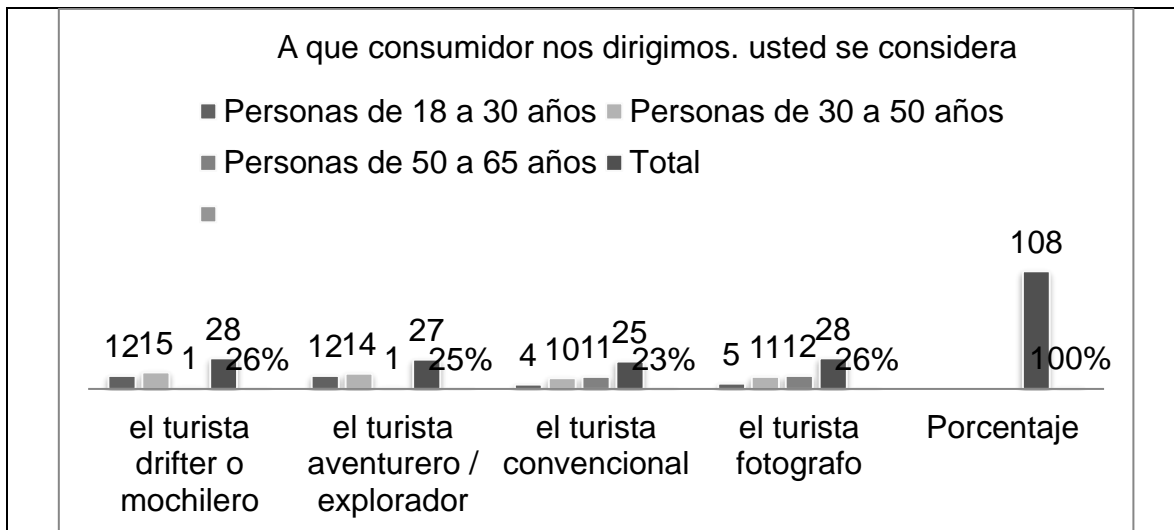 A que consumidor nos dirigimos. usted se considera
Personas de 18 a 30 años Personas de 30 a 50 años
Personas de 50 a 65 años Total
12 15 1 28 26% 12 14 1 27 25% 4 10 11 25 23% 5 11 12 28 26% 108 100%
el turista el turista el turista el turista Porcentaje
drifter o aventurero / convencional fotografo
mochilero explorador